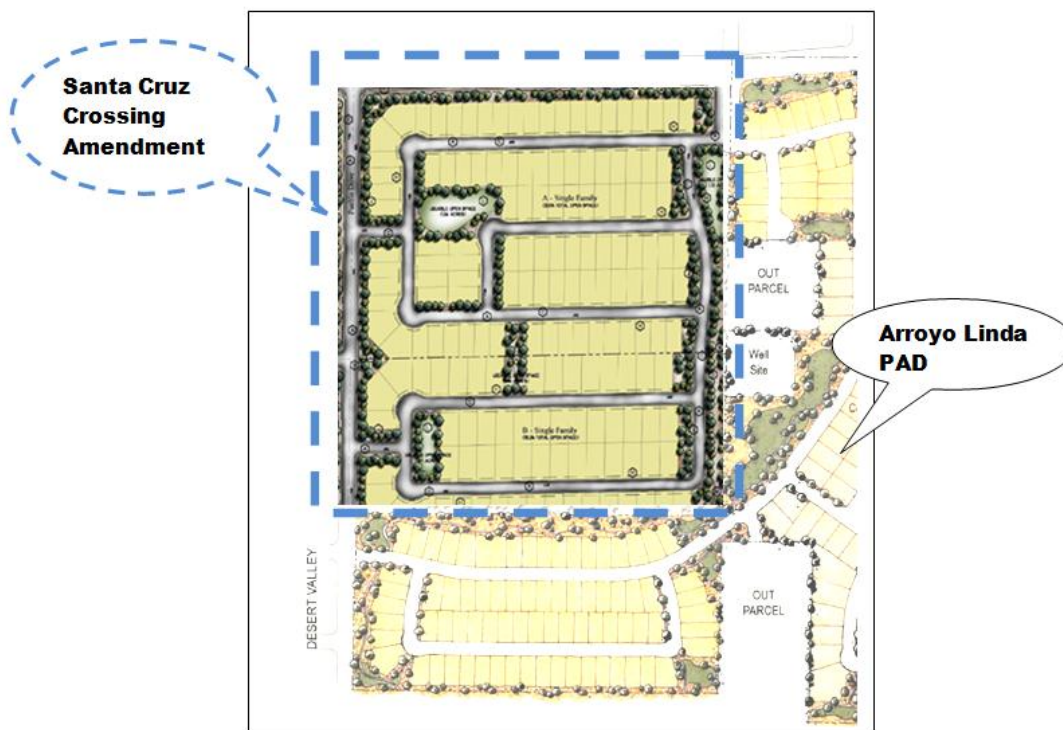 Santa Cruz
Crossing
Amendment
A - Single Family
OUT
PARCEL
Arroyo Linda
PAD
Well
Site
B - Single Family
DESERT VALLEY
OUT
PARCEL